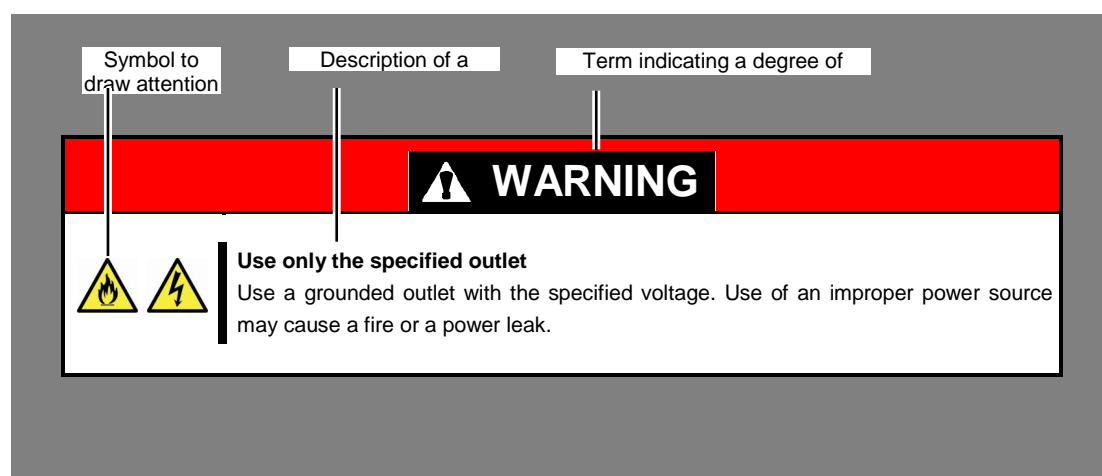 Symbol to
draw attention
Description of a
Term indicating a degree of
WARNING
Use only the specified outlet
Use a grounded outlet with the specified voltage. Use of an improper power source
may cause a fire or a power leak.